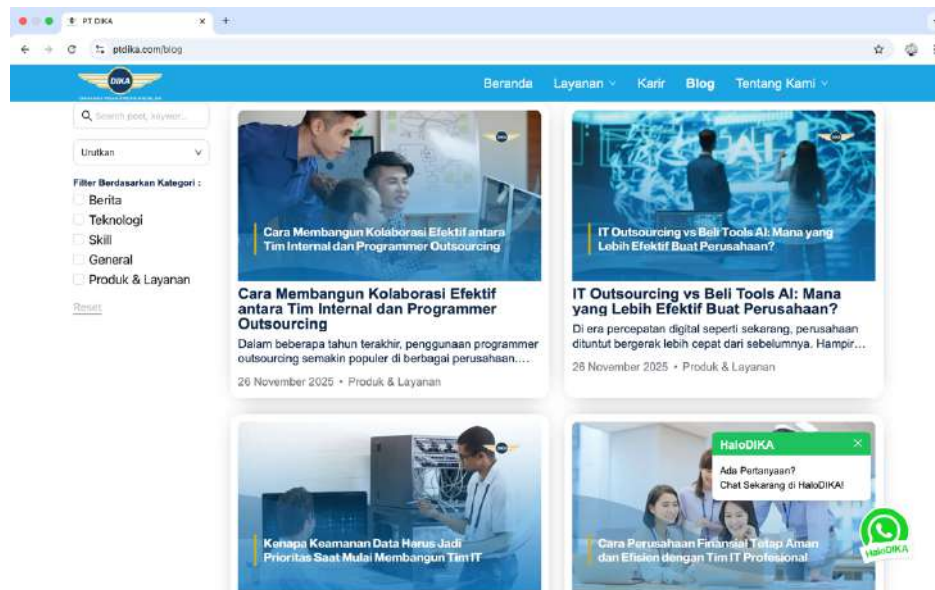 PT DIKA
ptdika.com/blog
DIKA
Beranda
Layanan
Karir
Blog
Tentang Kami
Search post, keywor...
Urutkan
Filter Berdasarkan Kategori :
Berita
Teknologi
Skill
General
Produk & Layanan
Reset
DIKA
Cara Membangun Kolaborasi Efektif antara
Tim Internal dan Programmer Outsourcing
Cara Membangun Kolaborasi Efektif
antara Tim Internal dan Programmer
Outsourcing
Dalam beberapa tahun terakhir, penggunaan programmer
outsourcing semakin populer di berbagai perusahaan....
26 November 2025 • Produk & Layanan
AI
DIKA
IT Outsourcing vs Beli Tools AI: Mana yang
Lebih Efektif Buat Perusahaan?
IT Outsourcing vs Beli Tools AI: Mana
yang Lebih Efektif Buat Perusahaan?
Di era percepatan digital seperti sekarang, perusahaan
dituntut bergerak lebih cepat dari sebelumnya. Hampir...
26 November 2025 • Produk & Layanan
Kenapa Keamanan Data Harus Jadi
Prioritas Saat Mulai Membangun Tim IT
Cara Perusahaan Finansial Tetap Aman
dan Efisien dengan Tim IT Profesional
HaloDIKA
Ada Pertanyaan?
Chat Sekarang di HaloDIKA!
HaloDIKA